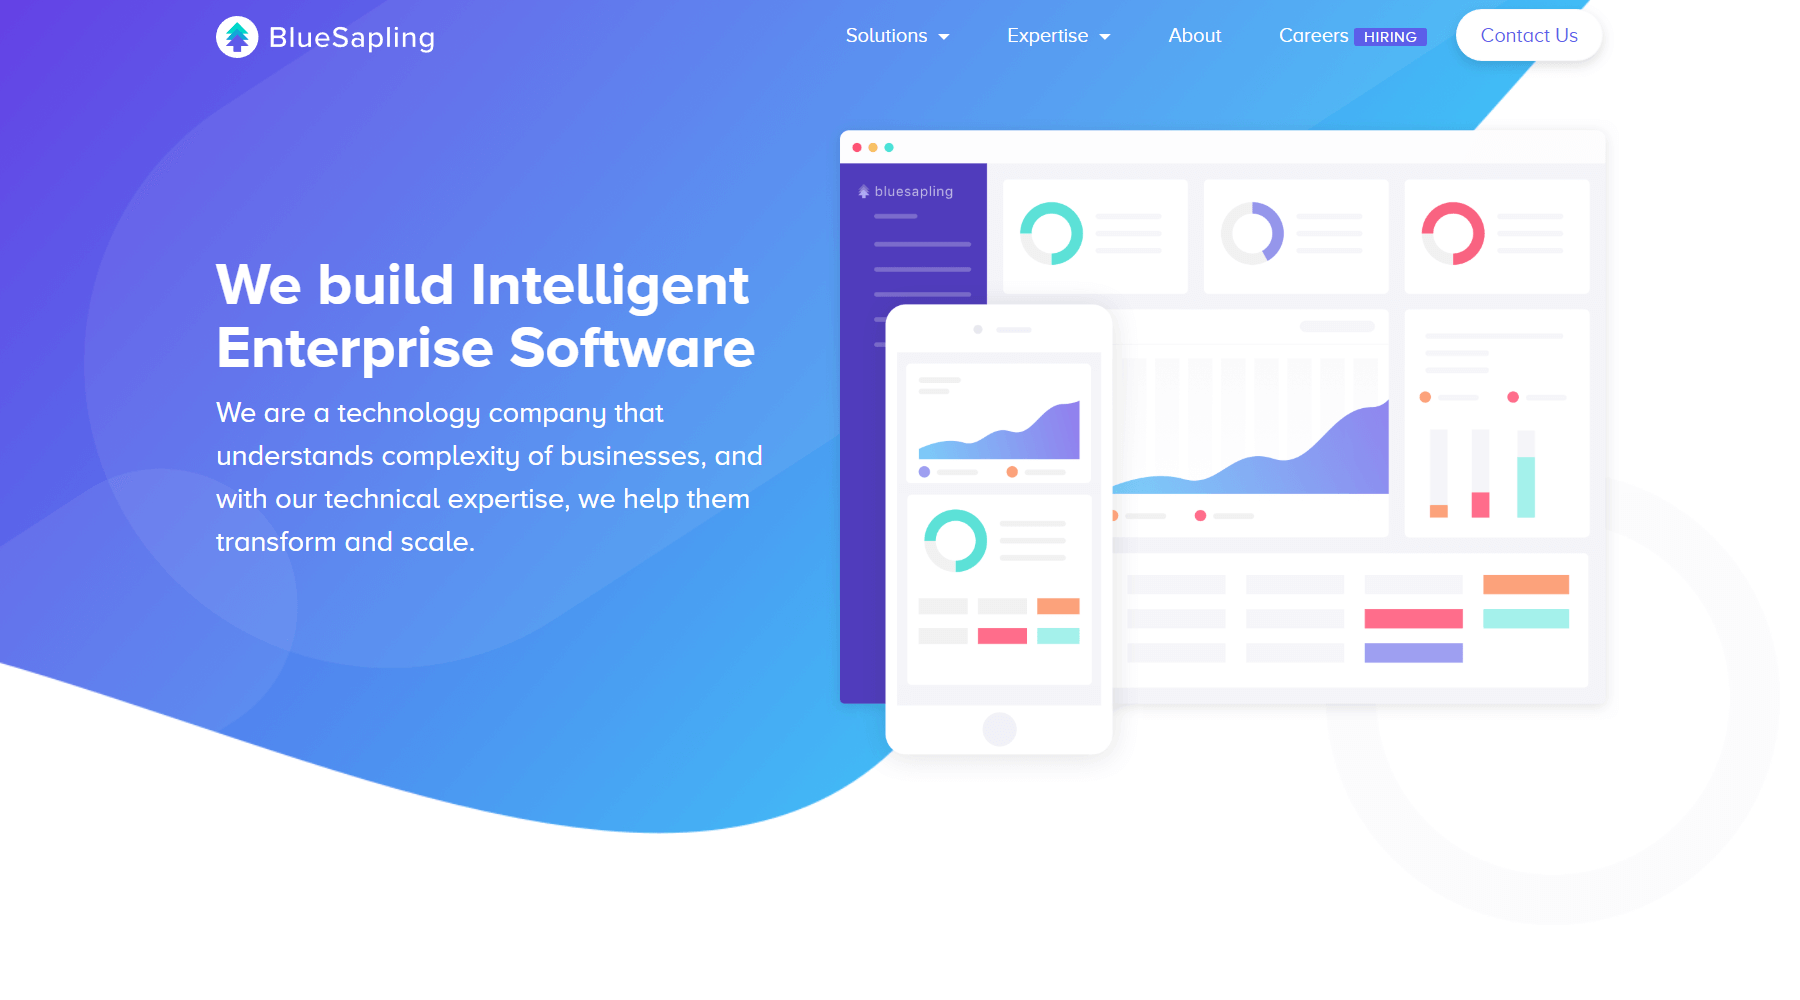 BlueSapling
Solutions
Expertise
About
Careers HIRING
Contact Us
bluesapling
We build Intelligent
Enterprise Software
We are a technology company that
understands complexity of businesses, and
with our technical expertise, we help them
transform and scale.